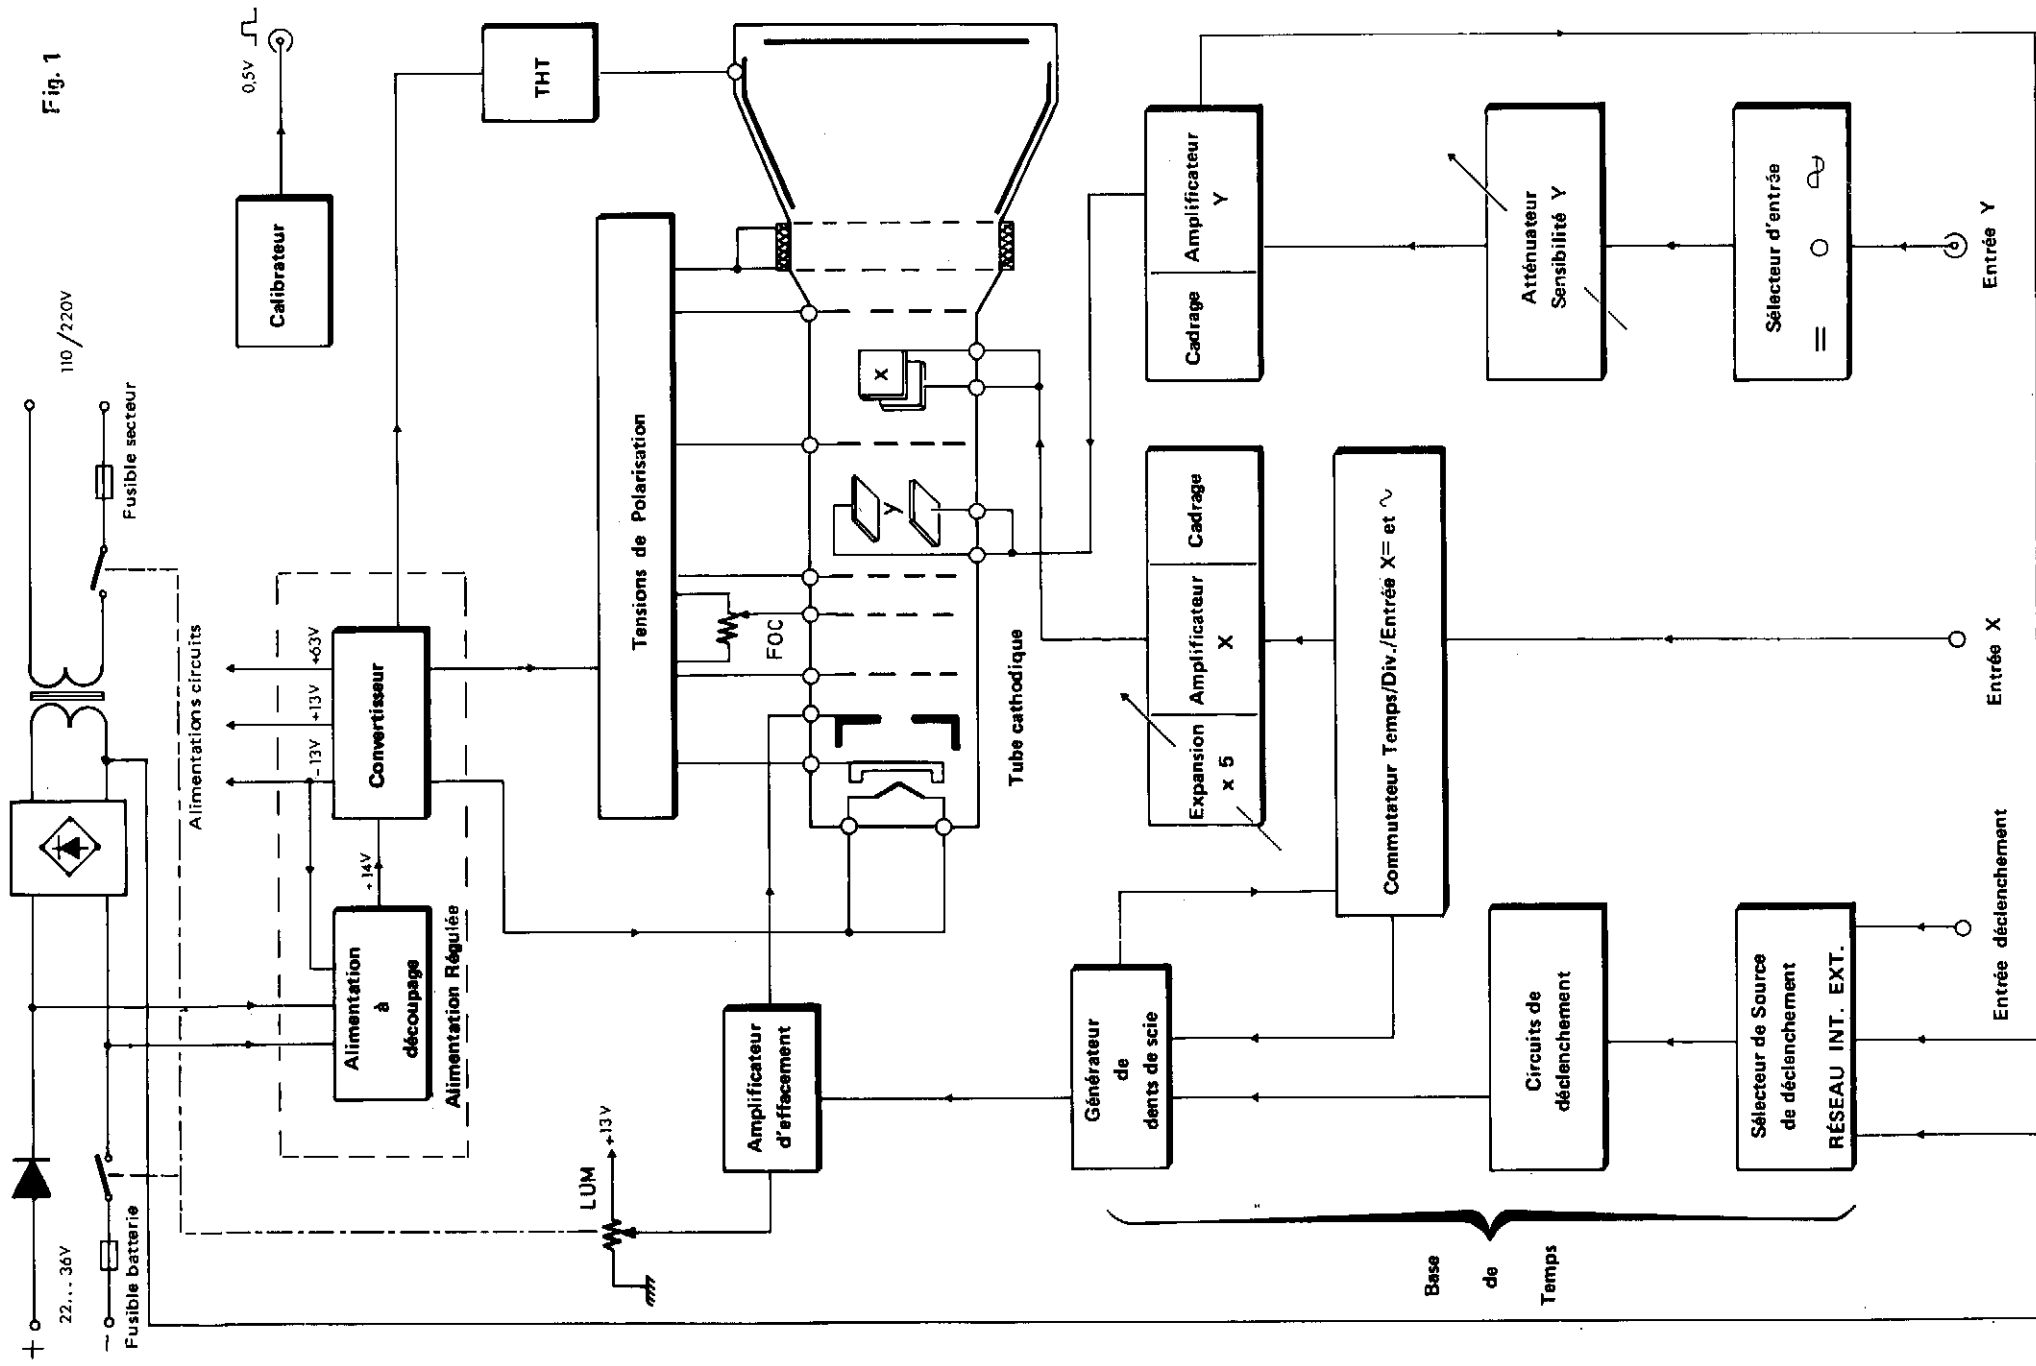 Fig. 1
+
22...36V
-
Fusible batterie
110/220V
Fusible secteur
Alimentations circuits
-13V
+13V
+63V
+14V
Alimentation
à
découpage
Convertisseur
Alimentation Régulée
Calibrateur
0,5V
THT
LUM
+13V
Tensions de Polarisation
FOC
Amplificateur
d'effacement
y
x
Tube cathodique
Générateur
de
dents de scie
Expansion
x 5
Amplificateur
X
Cadrage
Cadrage
Amplificateur
Y
Commutateur Temps/Div./Entrée X= et ∿
Circuits de
déclenchement
Atténuateur
Sensibilité Y
Sélecteur de Source
de déclenchement
RÉSEAU INT. EXT.
Sélecteur d'entrée
= O
Base
de
Temps
Entrée déclenchement
Entrée X
Entrée Y